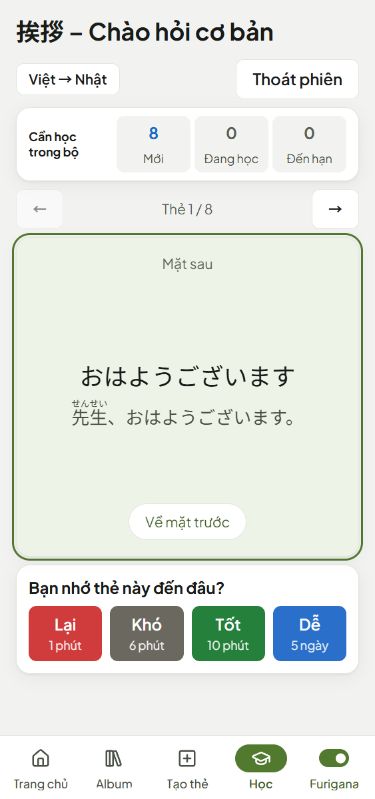 挨拶 – Chào hỏi cơ bản
Việt → Nhật
Thoát phiên
Cần học
trong bộ
8
Mới
0
Đang học
0
Đến hạn
←
Thẻ 1 / 8
→
Mặt sau
おはようございます
せんせい
先生、おはようございます。
Về mặt trước
Bạn nhớ thẻ này đến đâu?
Lại
1 phút
Khó
6 phút
Tốt
10 phút
Dễ
5 ngày
Trang chủ
Album
Tạo thẻ
Học
Furigana